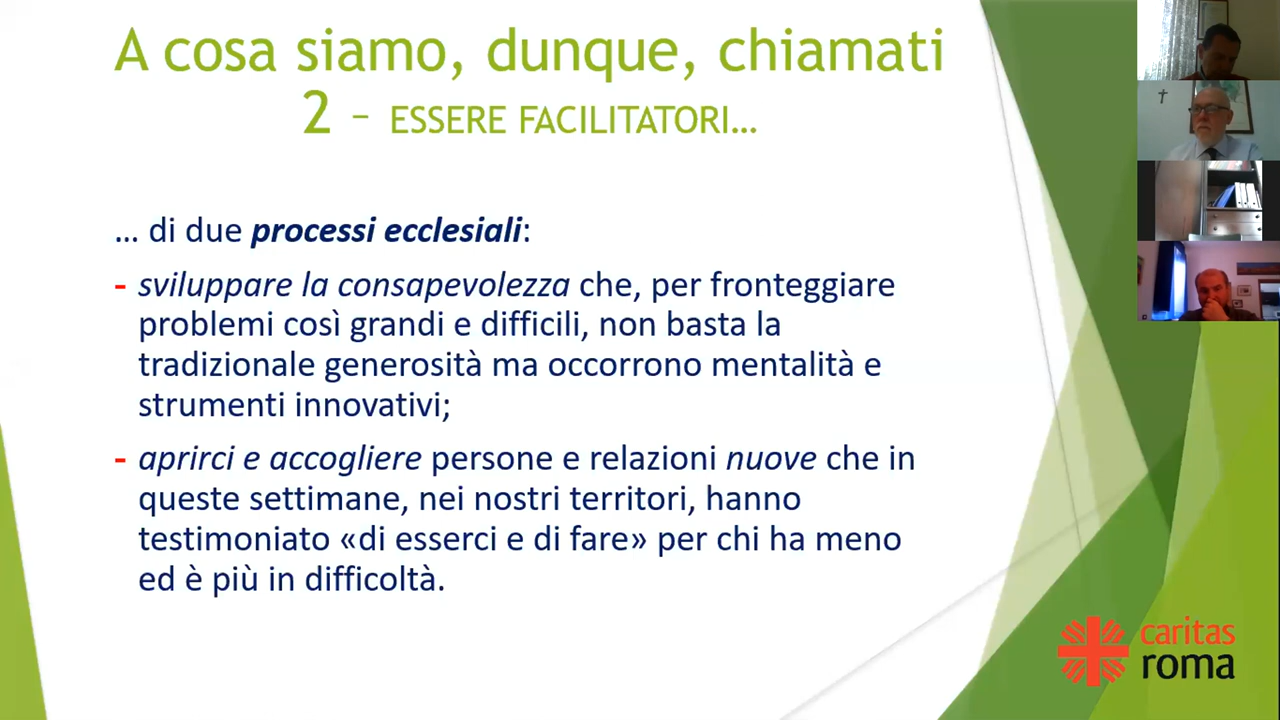 A cosa siamo, dunque, chiamati
2 – ESSERE FACILITATORI…
… di due processi ecclesiali:
- sviluppare la consapevolezza che, per fronteggiare
problemi così grandi e difficili, non basta la
tradizionale generosità ma occorrono mentalità e
strumenti innovativi;
- aprirci e accogliere persone e relazioni nuove che in
queste settimane, nei nostri territori, hanno
testimoniato «di esserci e di fare» per chi ha meno
ed è più in difficoltà.
caritas
roma